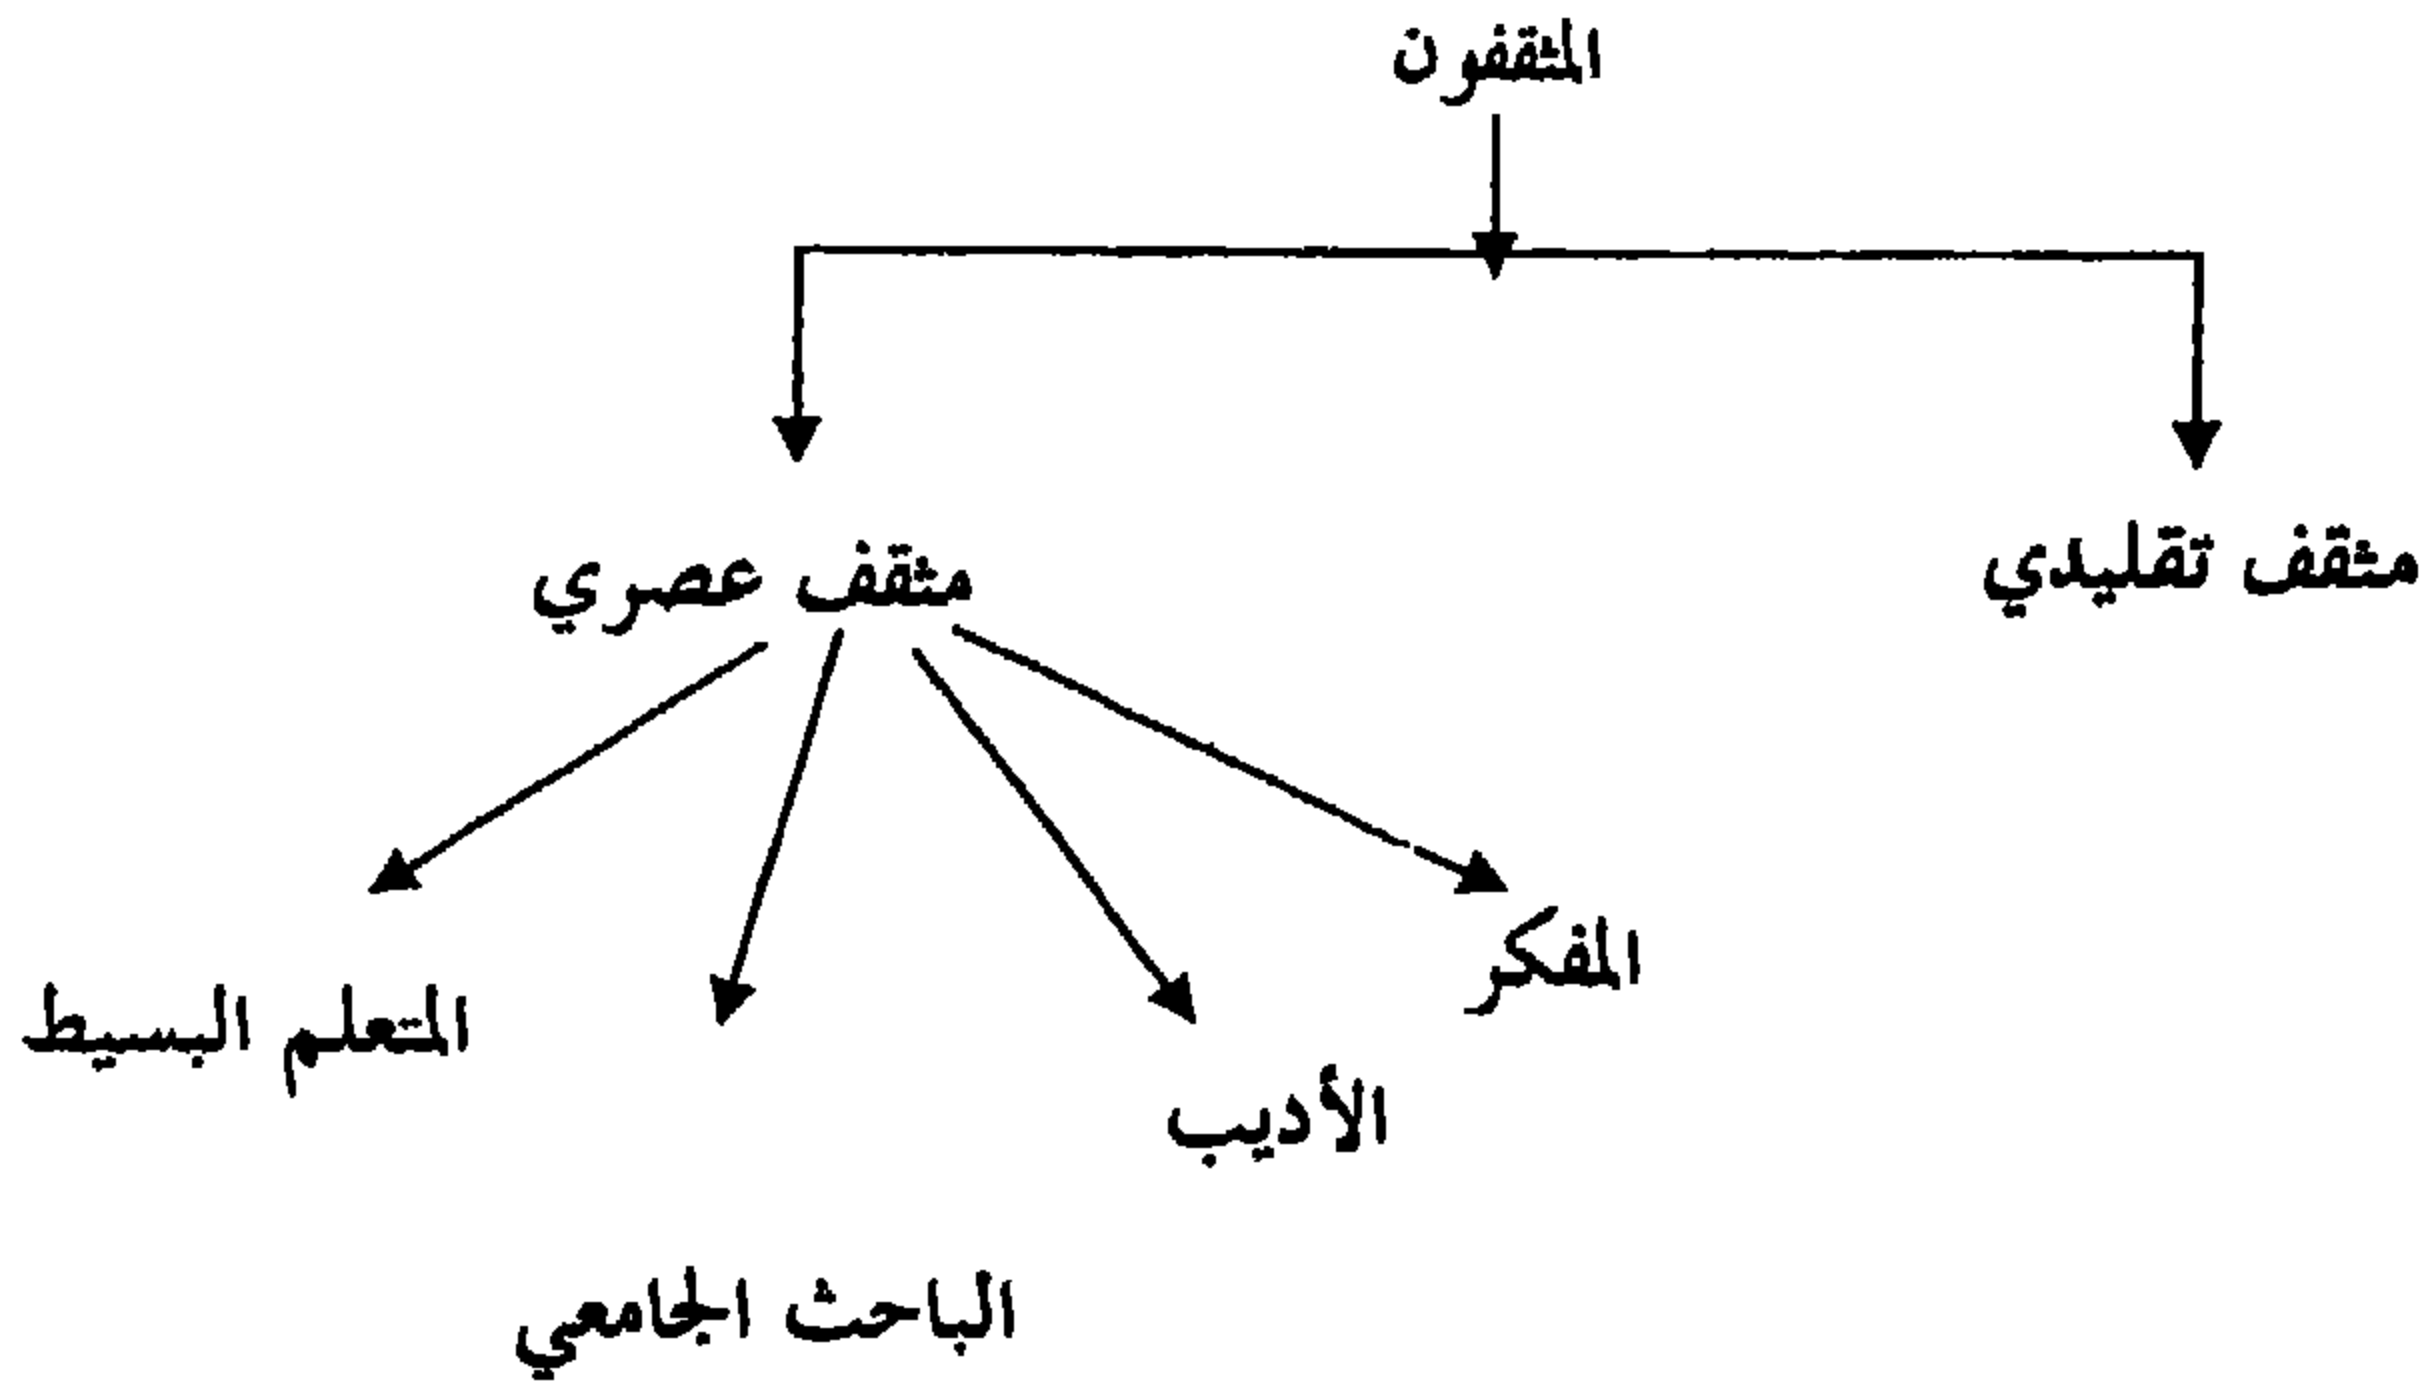 المثقفون
مثقف تقليدي
مثقف عصري
المفكر
الأديب
الباحث الجامعي
المتعلم البسيط